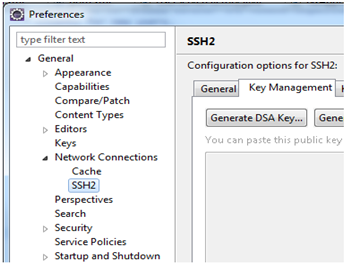 Preferences
type filter text
General
Appearance
Capabilities
Compare/Patch
Content Types
Editors
Keys
Network Connections
Cache
SSH2
Perspectives
Search
Security
Service Policies
Startup and Shutdown
SSH2
Configuration options for SSH2:
General Key Management
Generate DSA Key... Gene
You can paste this public key